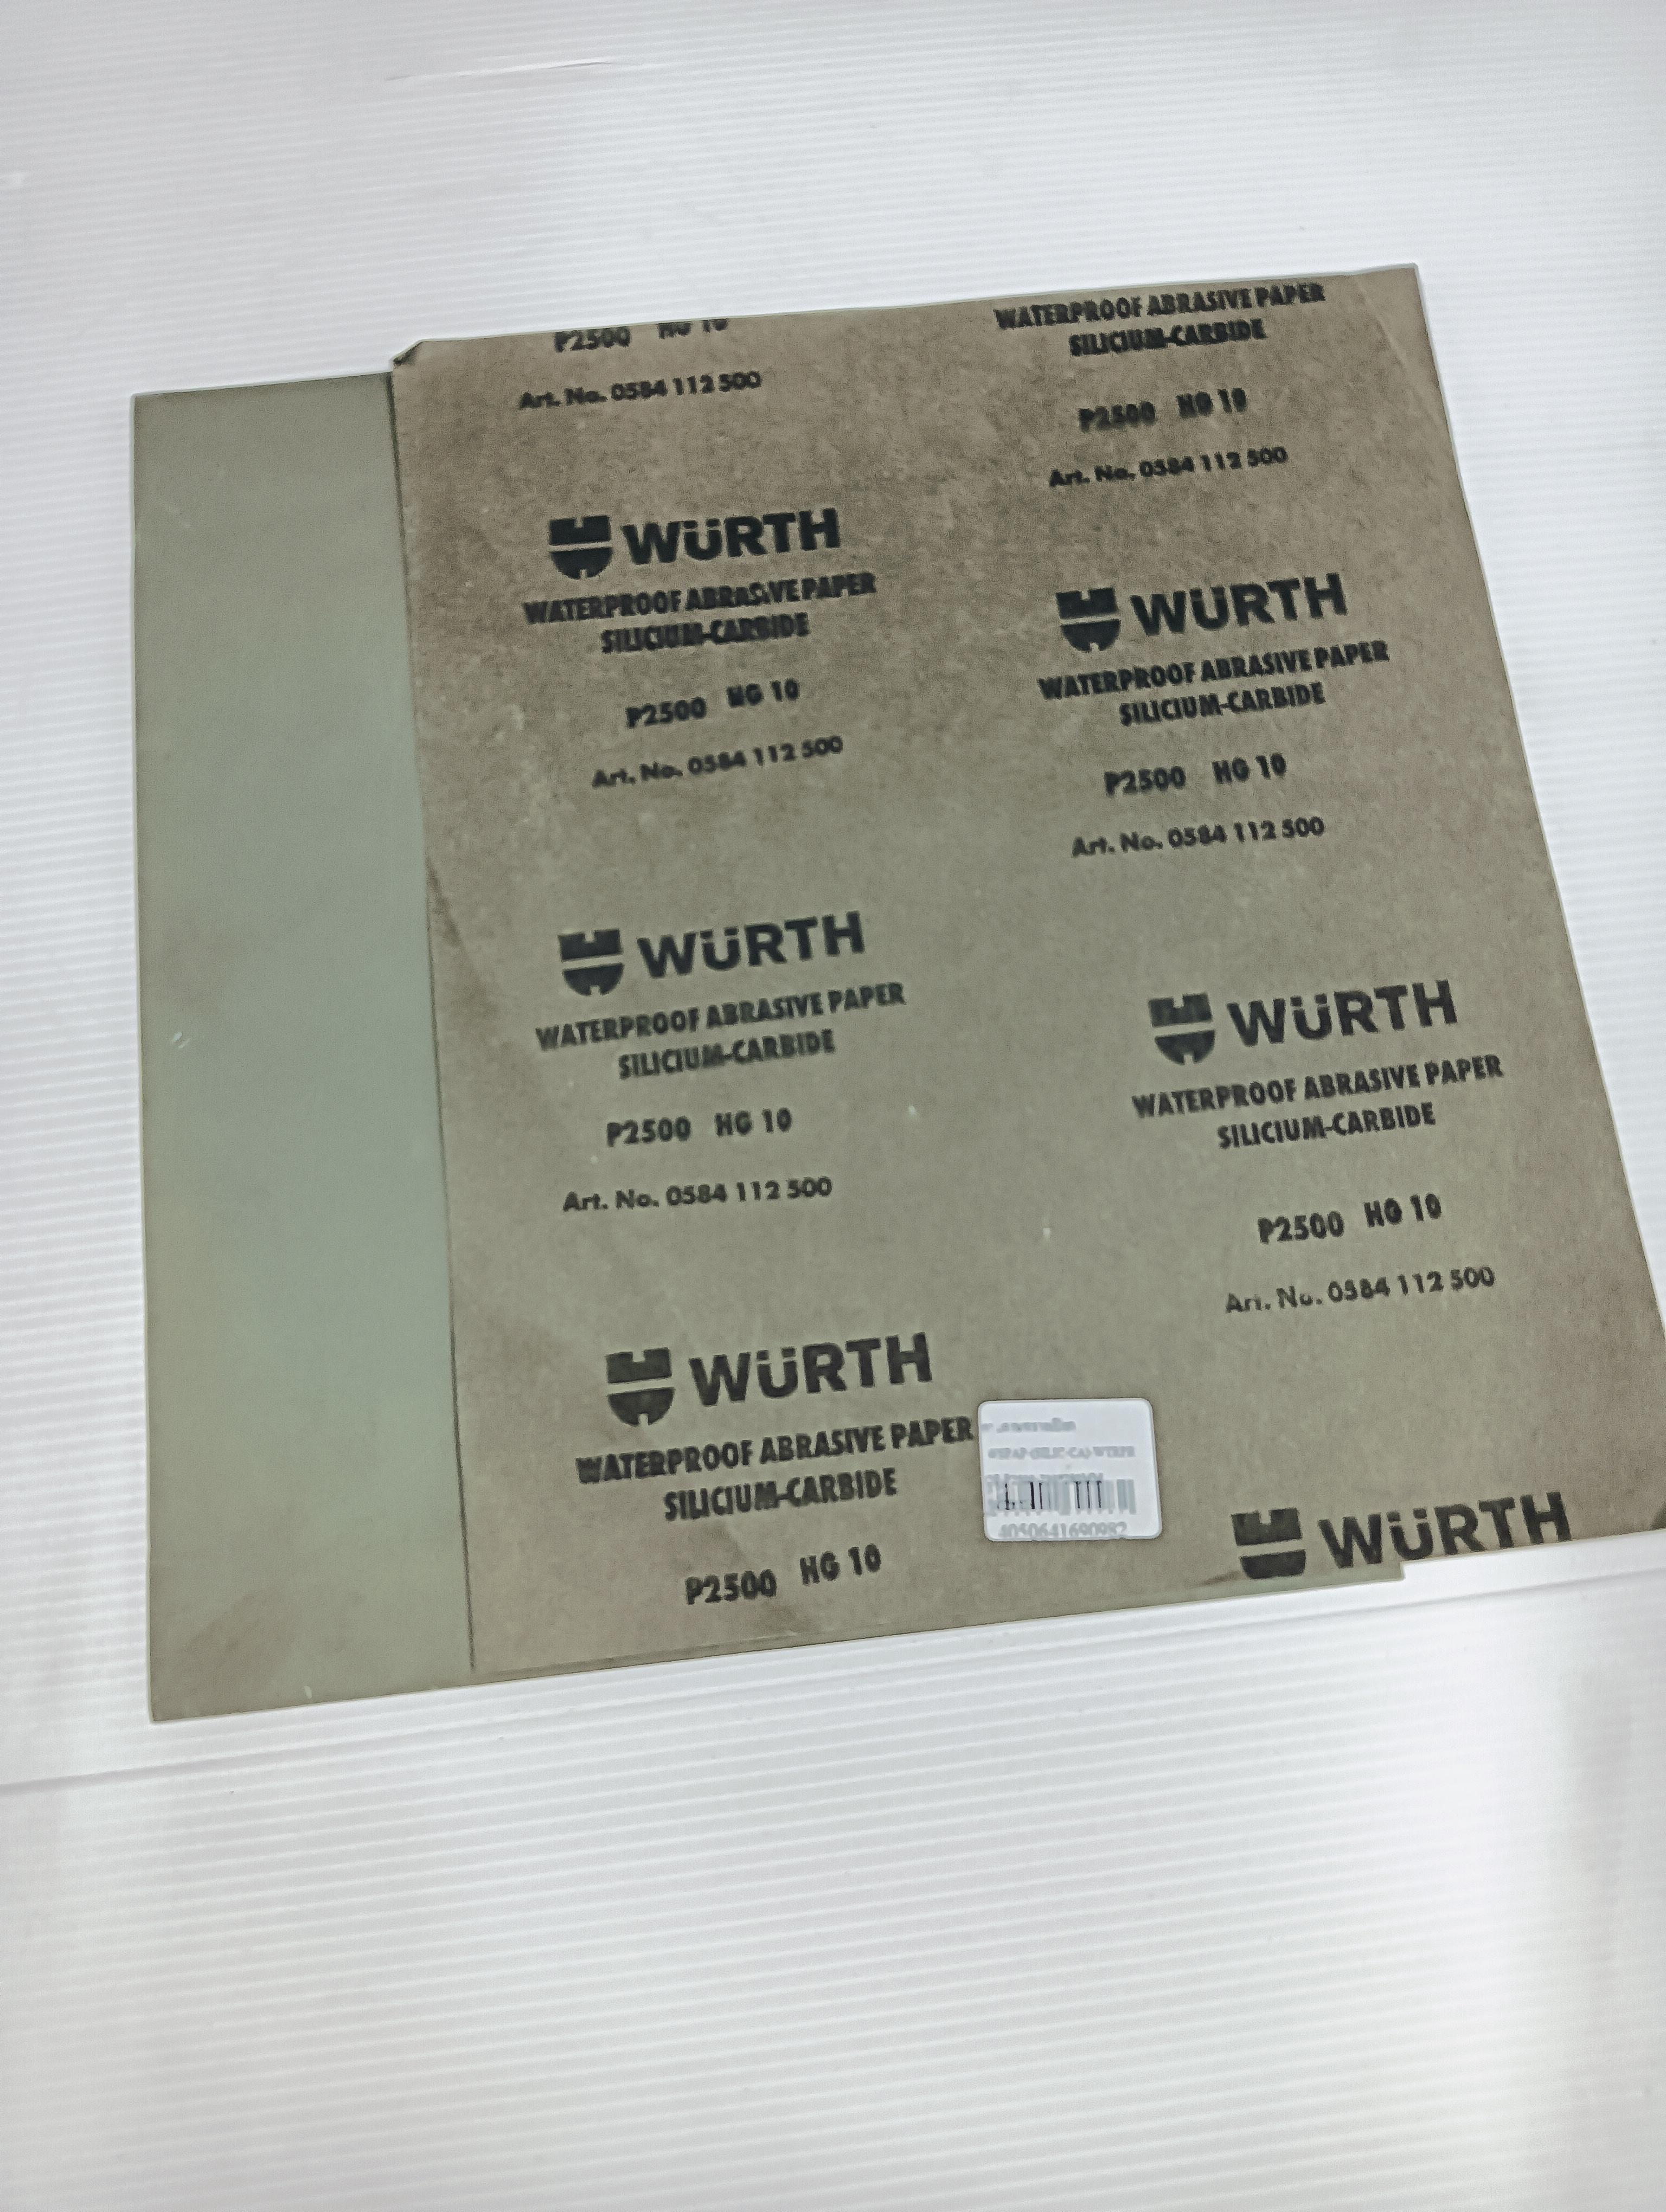 P2500 HG 10
Art. No. 0584 112 500
WATERPROOF ABRASIVE PAPER
SILICIUM-CARBIDE
P2500 HG 10
Art. No. 0584 112 500
WÜRTH
WATERPROOF ABRASIVE PAPER
SILICIUM-CARBIDE
P2500 HG 10
Art. No. 0584 112 500
WÜRTH
WATERPROOF ABRASIVE PAPER
SILICIUM-CARBIDE
P2500 HG 10
Art. No. 0584 112 500
WÜRTH
WATERPROOF ABRASIVE PAPER
SILICIUM-CARBIDE
P2500 HG 10
Art. No. 0584 112 500
WÜRTH
WATERPROOF ABRASIVE PAPER
SILICIUM-CARBIDE
P2500 HG 10
Art. No. 0584 112 500
WÜRTH
WATERPROOF ABRASIVE PAPER
SILICIUM-CARBIDE
P2500 HG 10
4050641690982
WÜRTH